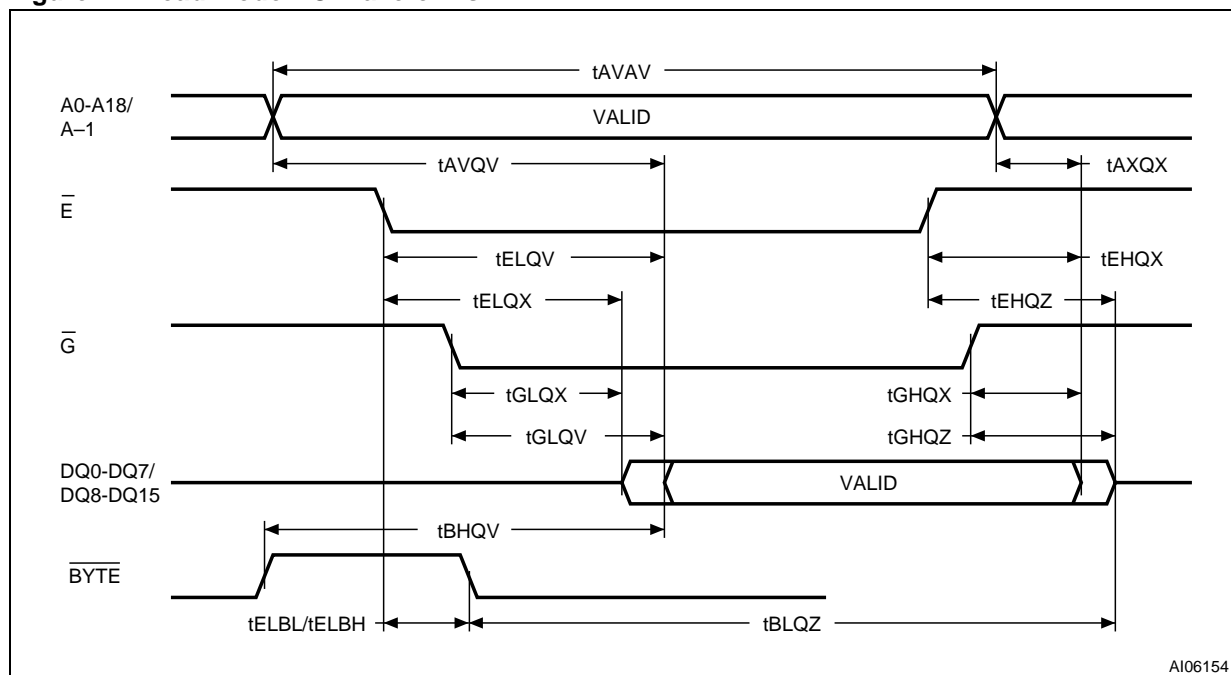 tAVAV
A0-A18/
A–1
VALID
tAVQV
tAXQX
E
tELQV
tEHQX
tELQX
tEHQZ
G
tGLQX
tGHQX
tGLQV
tGHQZ
DQ0-DQ7/
DQ8-DQ15
VALID
tBHQV
BYTE
tELBL/tELBH
tBLQZ
AI06154